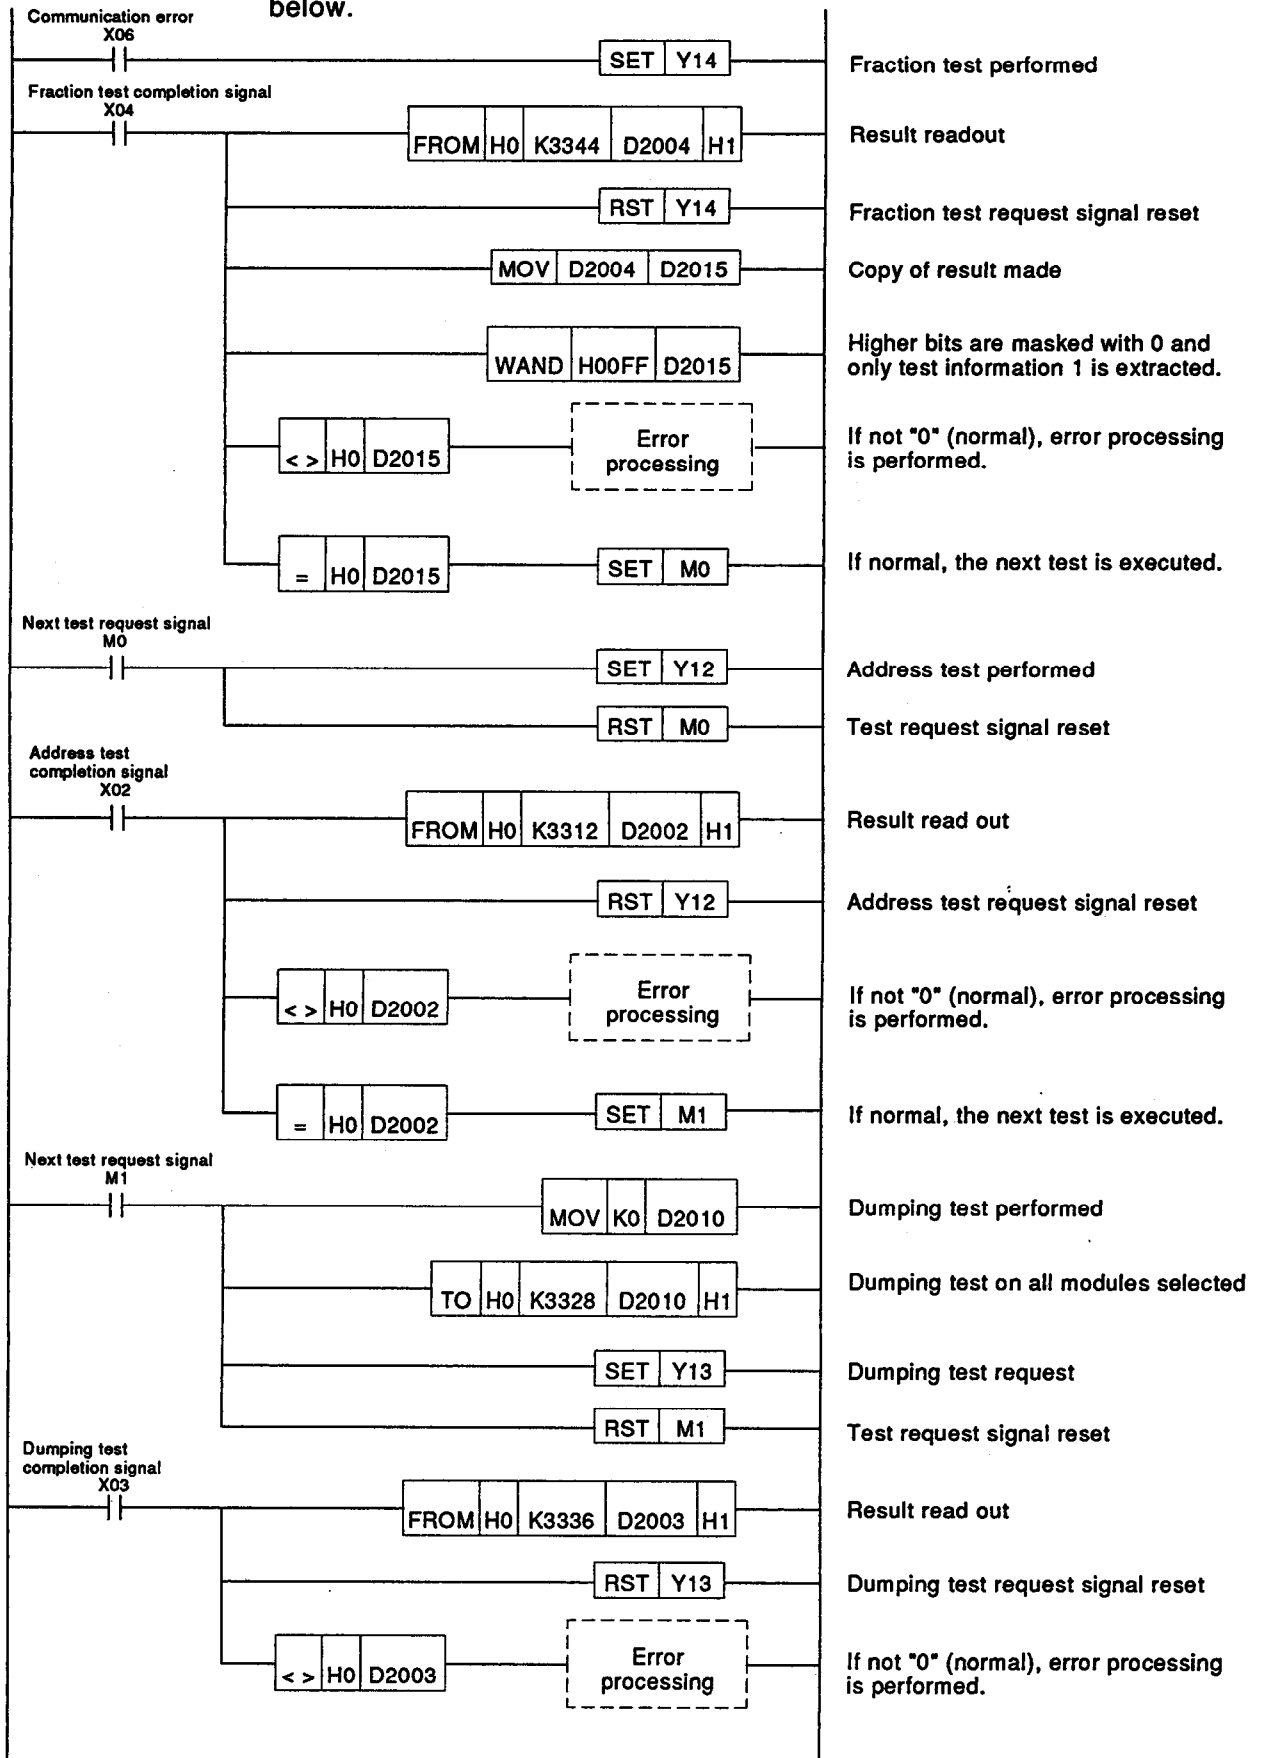 below.
Communication error
X06
SET Y14
Fraction test performed
Fraction test completion signal
X04
FROM H0 K3344 D2004 H1
Result readout
RST Y14
Fraction test request signal reset
MOV D2004 D2015
Copy of result made
WAND H00FF D2015
Higher bits are masked with 0 and
only test information 1 is extracted.
< > H0 D2015
Error
processing
If not "0" (normal), error processing
is performed.
= H0 D2015
SET M0
If normal, the next test is executed.
Next test request signal
M0
SET Y12
Address test performed
RST M0
Test request signal reset
Address test
completion signal
X02
FROM H0 K3312 D2002 H1
Result read out
RST Y12
Address test request signal reset
< > H0 D2002
Error
processing
If not "0" (normal), error processing
is performed.
= H0 D2002
SET M1
If normal, the next test is executed.
Next test request signal
M1
MOV K0 D2010
Dumping test performed
TO H0 K3328 D2010 H1
Dumping test on all modules selected
SET Y13
Dumping test request
RST M1
Test request signal reset
Dumping test
completion signal
X03
FROM H0 K3336 D2003 H1
Result read out
RST Y13
Dumping test request signal reset
< > H0 D2003
Error
processing
If not "0" (normal), error processing
is performed.